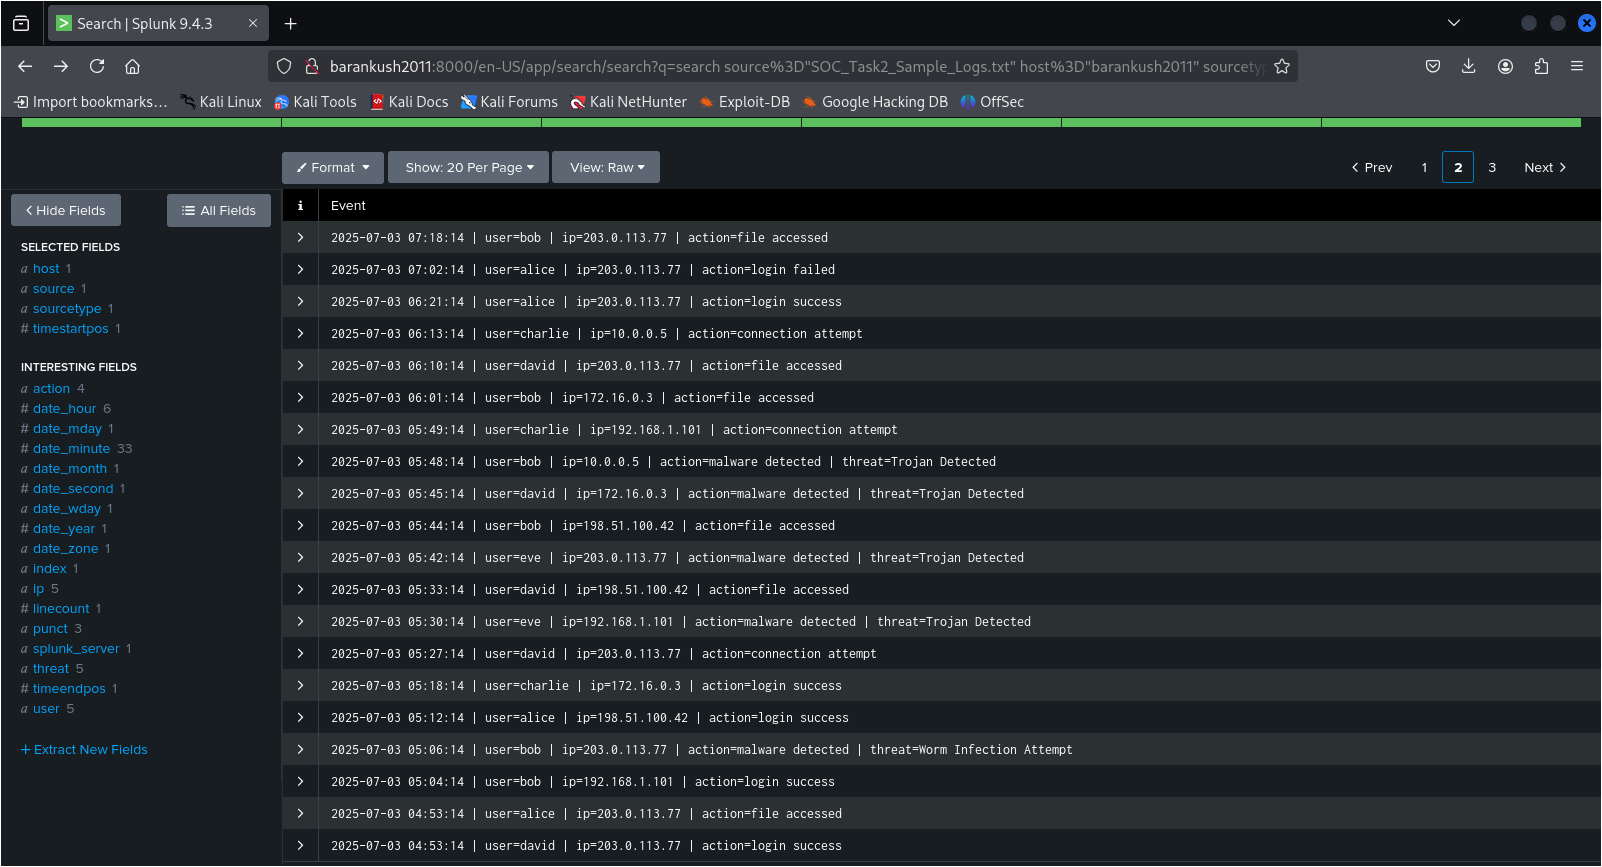 Search | Splunk 9.4.3
barankush2011:8000/en-US/app/search/search?q=search source%3D"SOC_Task2_Sample_Logs.txt" host%3D"barankush2011" sourcety
Import bookmarks… Kali Linux Kali Tools Kali Docs Kali Forums Kali NetHunter Exploit-DB Google Hacking DB OffSec
Format Show: 20 Per Page View: Raw Prev 1 2 3 Next
Hide Fields All Fields
i Event
SELECTED FIELDS
a host 1
a source 1
a sourcetype 1
# timestartpos 1
INTERESTING FIELDS
a action 4
# date_hour 6
# date_mday 1
# date_minute 33
a date_month 1
# date_second 1
a date_wday 1
# date_year 1
a date_zone 1
a index 1
a ip 5
# linecount 1
a punct 3
a splunk_server 1
a threat 5
# timeendpos 1
a user 5
+ Extract New Fields
2025-07-03 07:18:14 | user=bob | ip=203.0.113.77 | action=file accessed
2025-07-03 07:02:14 | user=alice | ip=203.0.113.77 | action=login failed
2025-07-03 06:21:14 | user=alice | ip=203.0.113.77 | action=login success
2025-07-03 06:13:14 | user=charlie | ip=10.0.0.5 | action=connection attempt
2025-07-03 06:10:14 | user=david | ip=203.0.113.77 | action=file accessed
2025-07-03 06:01:14 | user=bob | ip=172.16.0.3 | action=file accessed
2025-07-03 05:49:14 | user=charlie | ip=192.168.1.101 | action=connection attempt
2025-07-03 05:48:14 | user=bob | ip=10.0.0.5 | action=malware detected | threat=Trojan Detected
2025-07-03 05:45:14 | user=david | ip=172.16.0.3 | action=malware detected | threat=Trojan Detected
2025-07-03 05:44:14 | user=bob | ip=198.51.100.42 | action=file accessed
2025-07-03 05:42:14 | user=eve | ip=203.0.113.77 | action=malware detected | threat=Trojan Detected
2025-07-03 05:33:14 | user=david | ip=198.51.100.42 | action=file accessed
2025-07-03 05:30:14 | user=eve | ip=192.168.1.101 | action=malware detected | threat=Trojan Detected
2025-07-03 05:27:14 | user=david | ip=203.0.113.77 | action=connection attempt
2025-07-03 05:18:14 | user=charlie | ip=172.16.0.3 | action=login success
2025-07-03 05:12:14 | user=alice | ip=198.51.100.42 | action=login success
2025-07-03 05:06:14 | user=bob | ip=203.0.113.77 | action=malware detected | threat=Worm Infection Attempt
2025-07-03 05:04:14 | user=bob | ip=192.168.1.101 | action=login success
2025-07-03 04:53:14 | user=alice | ip=203.0.113.77 | action=file accessed
2025-07-03 04:53:14 | user=david | ip=203.0.113.77 | action=login success